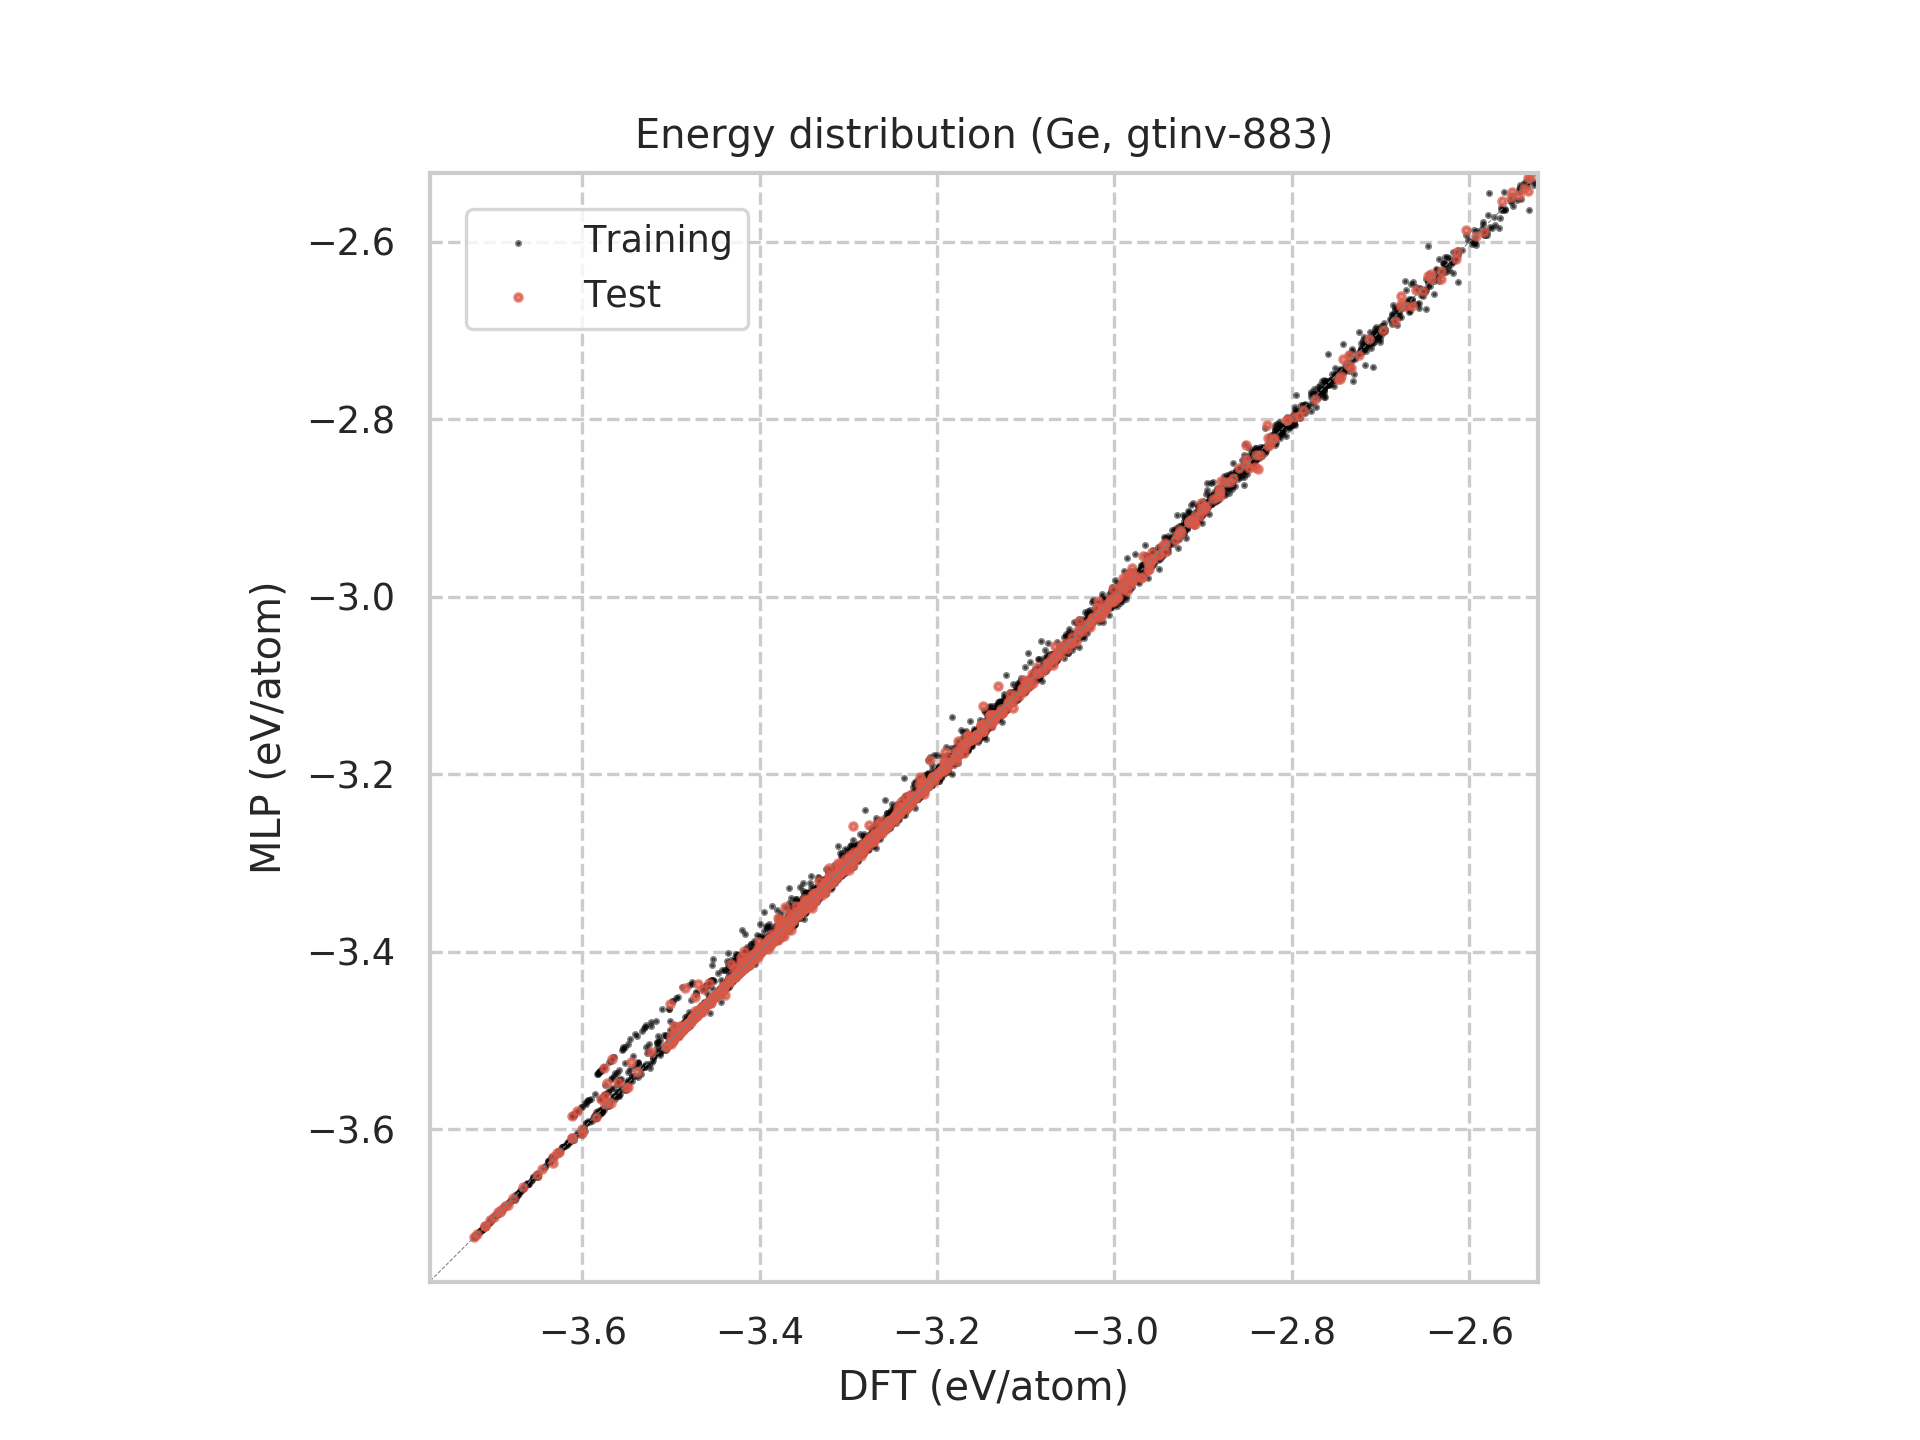 Energy distribution (Ge, gtinv-883)
Training
Test
−2.6
−2.8
−3.0
−3.2
−3.4
−3.6
MLP (eV/atom)
−3.6 −3.4 −3.2 −3.0 −2.8 −2.6
DFT (eV/atom)